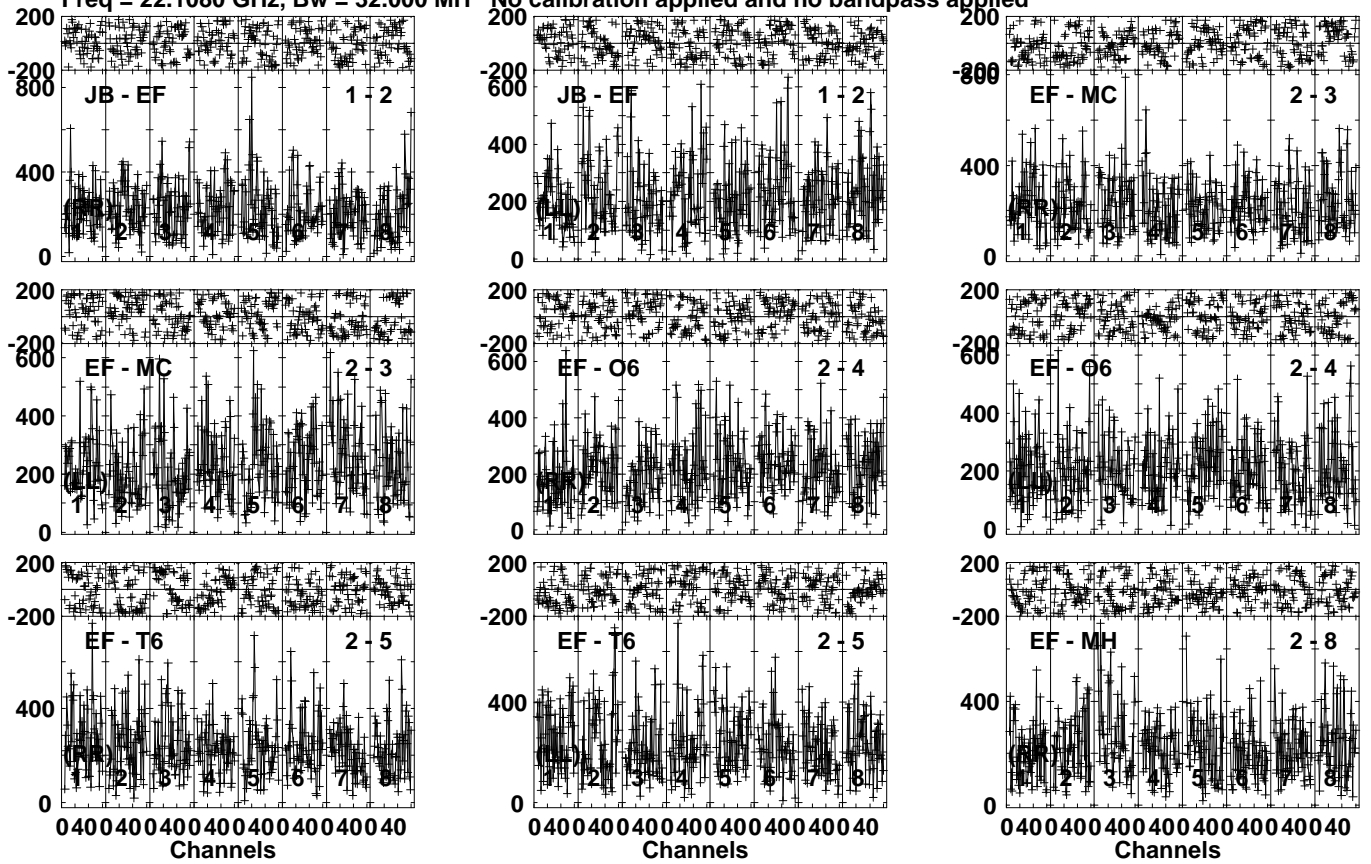 Freq = 22.1080 GHz, Bw = 32.000 MH No calibration applied and no bandpass applied
200 200 200
-200 -200
800 600 800
JB - EF 1 - 2 JB - EF 1 - 2 EF - MC 2 - 3
400 400 400
200
(RR) (LL) (RR)
1 2 3 4 5 6 7 8 1 2 3 4 5 6 7 8 1 2 3 4 5 6 7 8
0 0 0
200 200 200
-200 -200 -200
600 600 600
EF - MC 2 - 3 EF - O6 2 - 4 EF - O6 2 - 4
400 400 400
200 200 200
(LL) (RR) (LL)
1 2 3 4 5 6 7 8 1 2 3 4 5 6 7 8 1 2 3 4 5 6 7 8
0 0 0
200 200 200
-200 -200 -200
EF - T6 2 - 5 EF - T6 2 - 5 EF - MH 2 - 8
400 400 400
(RR) (LL) (RR)
1 2 3 4 5 6 7 8 1 2 3 4 5 6 7 8 1 2 3 4 5 6 7 8
0 0 0
0 40 0 40 0 40 0 40 0 40 0 40 0 40 0 40 0 40 0 40 0 40 0 40 0 40 0 40 0 40 0 40 0 40 0 40 0 40 0 40 0 40 0 40 0 40 0 40
Channels Channels Channels